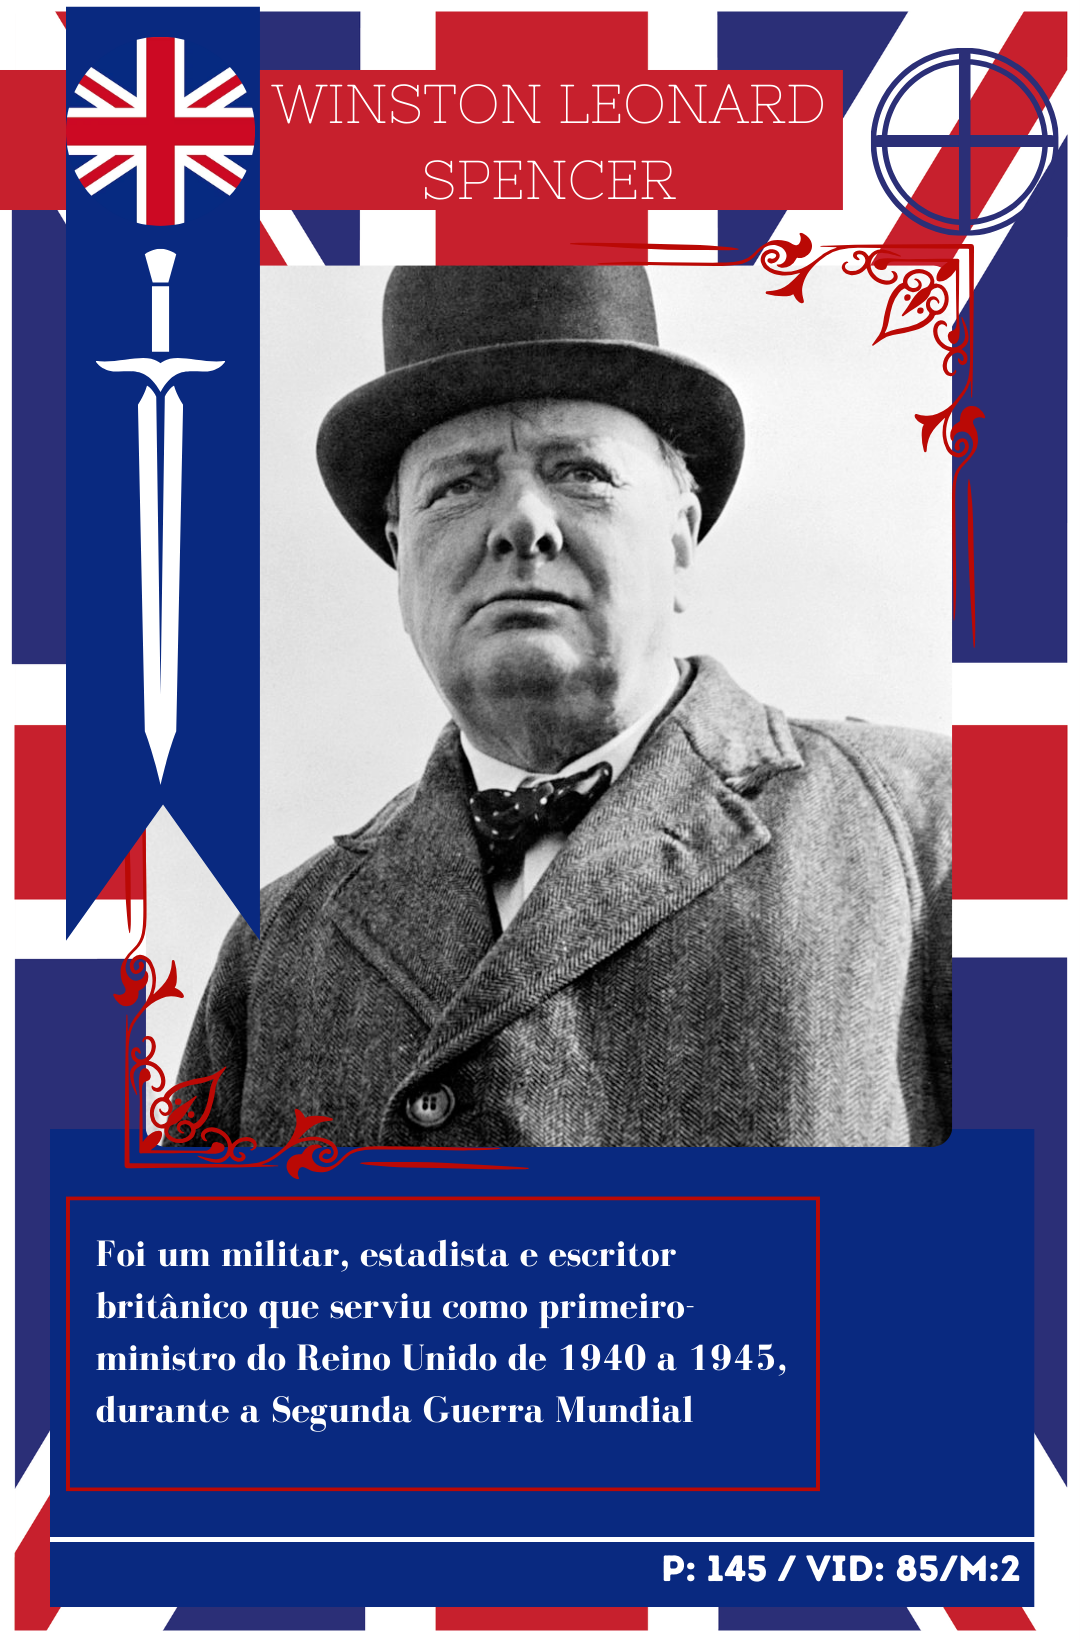 WINSTON LEONARD
SPENCER
Foi um militar, estadista e escritor
britânico que serviu como primeiro-
ministro do Reino Unido de 1940 a 1945,
durante a Segunda Guerra Mundial
P: 145 / VID: 85/M:2